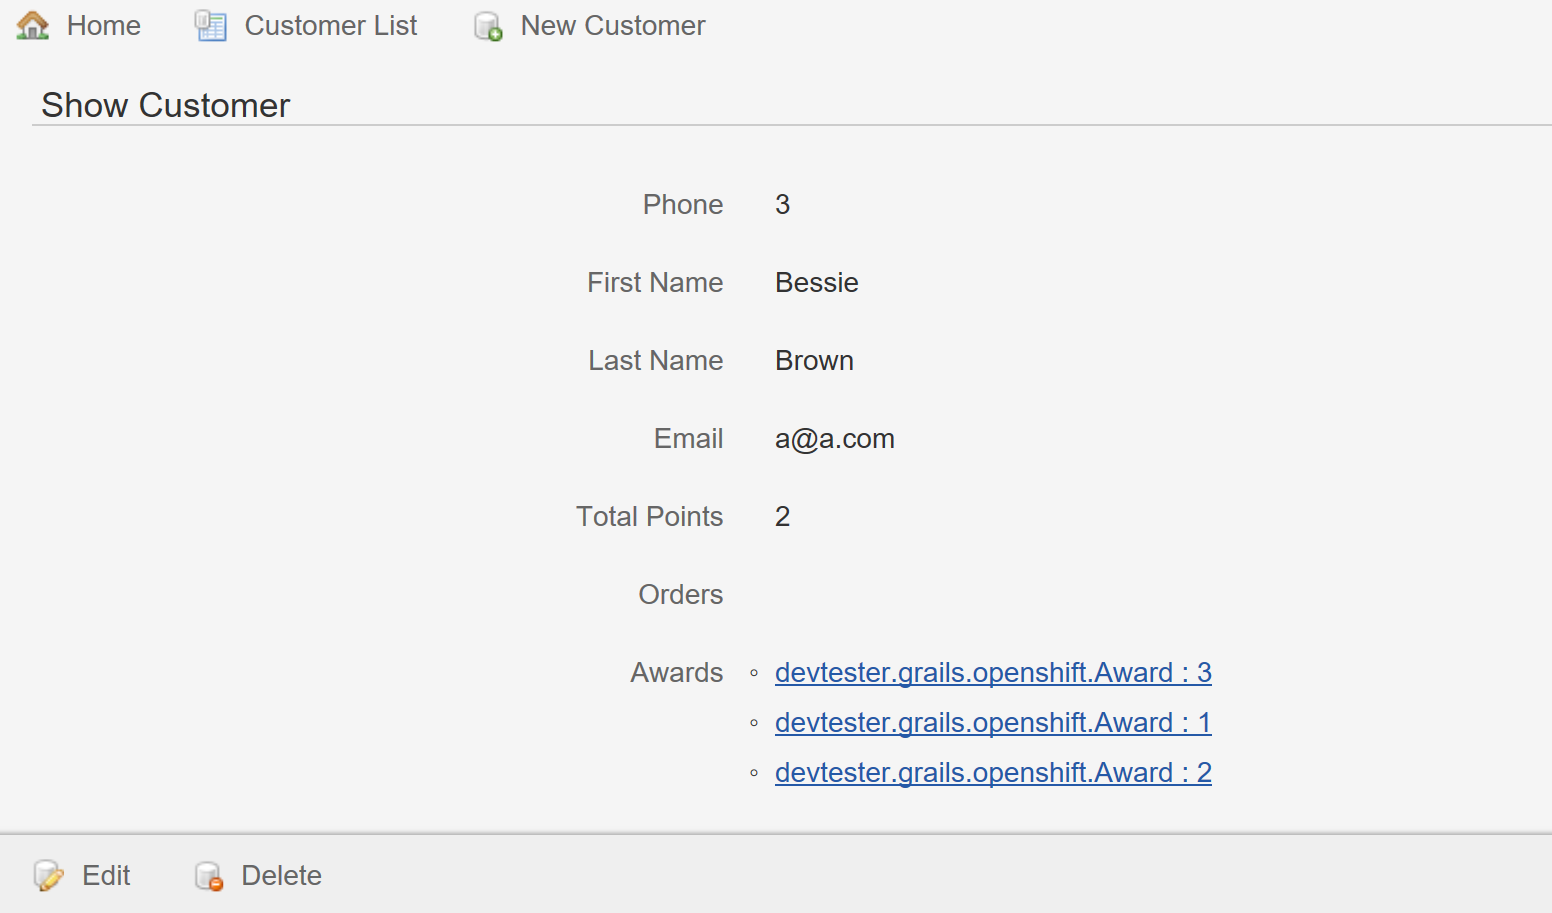 Home Customer List New Customer
Show Customer
Phone 3
First Name Bessie
Last Name Brown
Email a@a.com
Total Points 2
Orders
Awards ◦ devtester.grails.openshift.Award : 3
◦ devtester.grails.openshift.Award : 1
◦ devtester.grails.openshift.Award : 2
Edit Delete